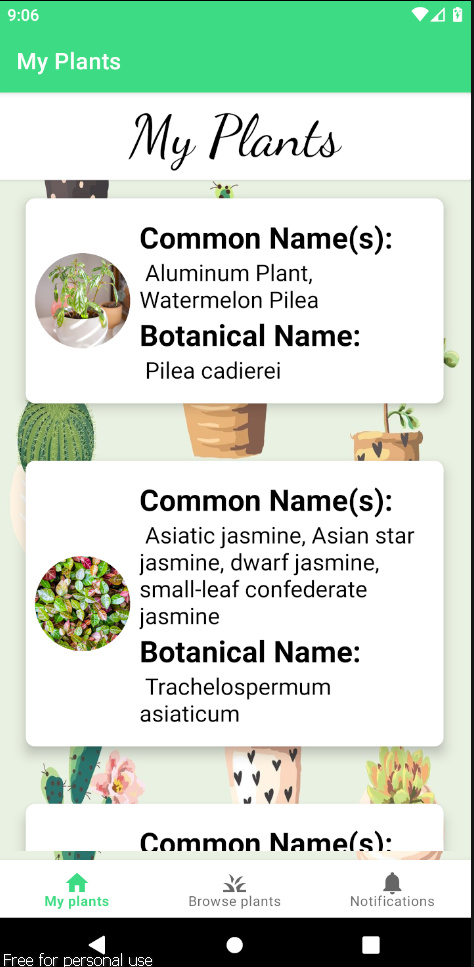 9:06
My Plants
My Plants
Common Name(s):
Aluminum Plant,
Watermelon Pilea
Botanical Name:
Pilea cadierei
Common Name(s):
Asiatic jasmine, Asian star
jasmine, dwarf jasmine,
small-leaf confederate
jasmine
Botanical Name:
Trachelospermum
asiaticum
Common Name(s):
My plants
Browse plants
Notifications
Free for personal use